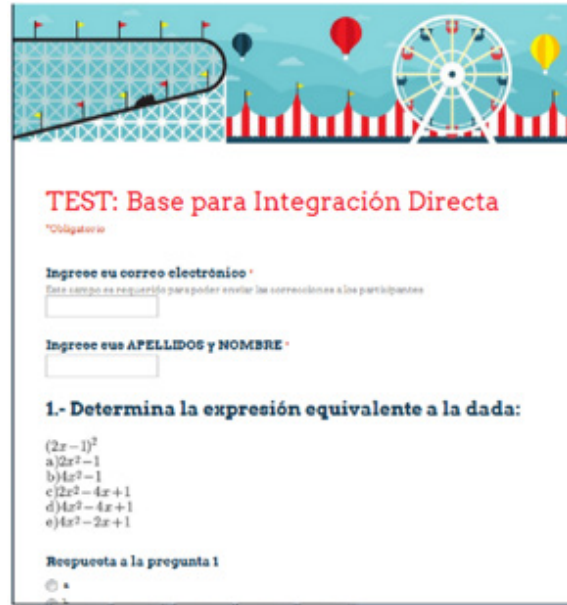 TEST: Base para Integración Directa
*Obligatorio
Ingrese su correo electrónico *
Este campo es requerido para poder enviar las correcciones a los participantes
Ingrese sus APELLIDOS y NOMBRE *
1.- Determina la expresión equivalente a la dada:
(2x−1)²
a)2x²−1
b)4x²−1
c)2x²−4x+1
d)4x²−4x+1
e)4x²−2x+1
Respuesta a la pregunta 1
a
b